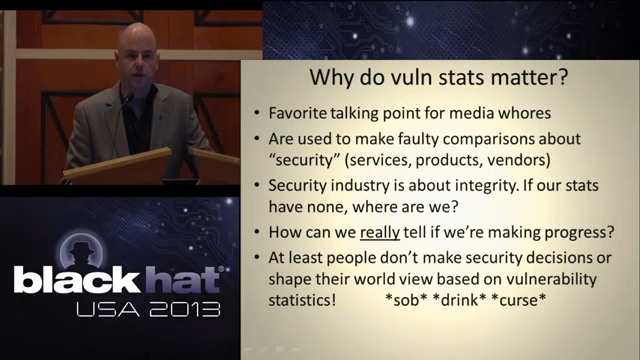 Why do vuln stats matter?
• Favorite talking point for media whores
• Are used to make faulty comparisons about
“security” (services, products, vendors)
• Security industry is about integrity. If our stats
have none, where are we?
• How can we really tell if we’re making progress?
• At least people don’t make security decisions or
shape their world view based on vulnerability
statistics! *sob* *drink* *curse*
black hat®
USA 2013